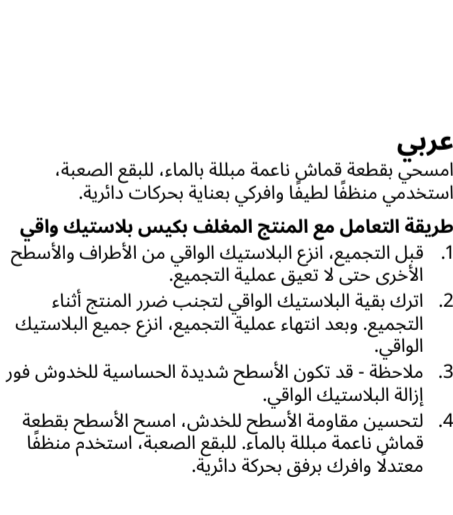 عربي
امسحي بقطعة قماش ناعمة مبللة بالماء، للبقع الصعبة،
استخدمي منظفًا لطيفًا وافركي بعناية بحركات دائرية.
طريقة التعامل مع المنتج المغلف بكيس بلاستيك واقي
1. قبل التجميع، انزع البلاستيك الواقي من الأطراف والأسطح
الأخرى حتى لا تعيق عملية التجميع.
2. اترك بقية البلاستيك الواقي لتجنب ضرر المنتج أثناء
التجميع. وبعد انتهاء عملية التجميع، انزع جميع البلاستيك
الواقي.
3. ملاحظة - قد تكون الأسطح شديدة الحساسية للخدوش فور
إزالة البلاستيك الواقي.
4. لتحسين مقاومة الأسطح للخدش، امسح الأسطح بقطعة
قماش ناعمة مبللة بالماء. للبقع الصعبة، استخدم منظفًا
معتدلًا وافرك برفق بحركة دائرية.